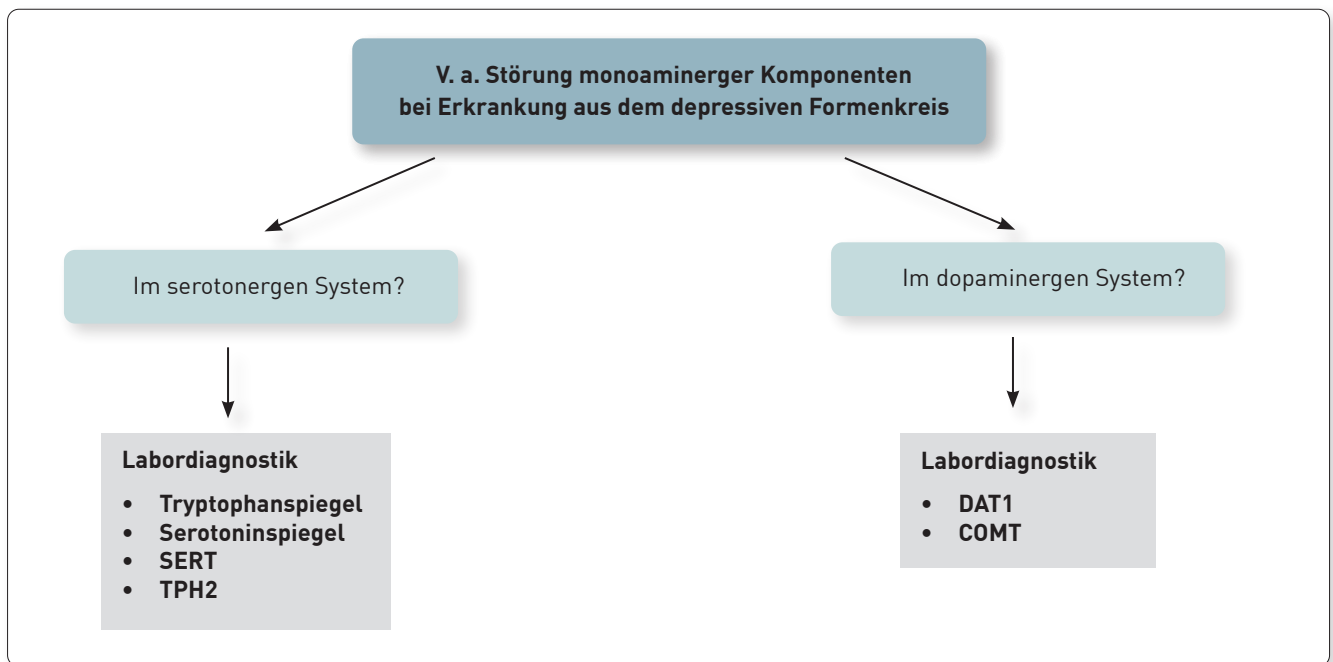 V. a. Störung monoaminerger Komponenten
bei Erkrankung aus dem depressiven Formenkreis
Im serotonergen System?
Im dopaminergen System?
Labordiagnostik
• Tryptophanspiegel
• Serotoninspiegel
• SERT
• TPH2
Labordiagnostik
• DAT1
• COMT